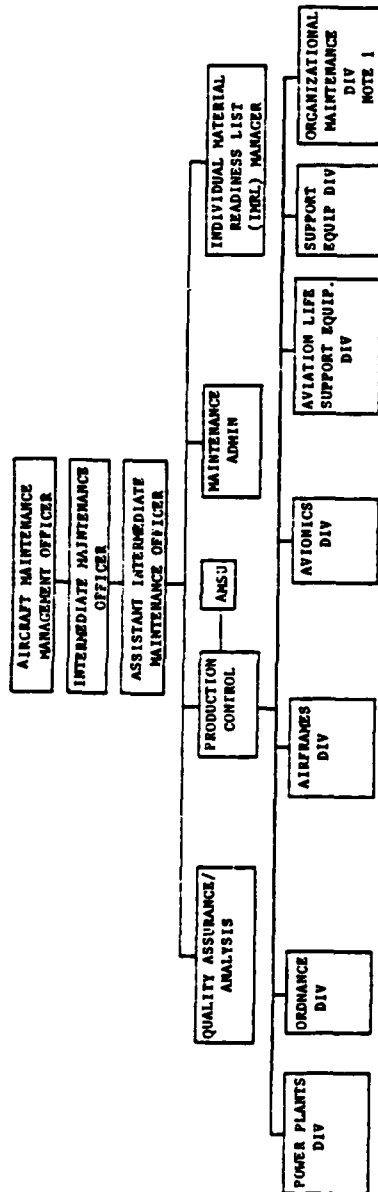 AIRCRAFT MAINTENANCE
MANAGEMENT OFFICER
INTERMEDIATE MAINTENANCE
OFFICER
ASSISTANT INTERMEDIATE
MAINTENANCE OFFICER
QUALITY ASSURANCE/
ANALYSIS
PRODUCTION
CONTROL
AMSU
MAINTENANCE
ADMIN
INDIVIDUAL MATERIAL
READINESS LIST
(IMRL) MANAGER
POWER PLANTS
DIV
ORDNANCE
DIV
AIRFRAMES
DIV
AVIONICS
DIV
AVIATION LIFE
SUPPORT EQUIP.
DIV
SUPPORT
EQUIP DIV
ORGANIZATIONAL
MAINTENANCE
DIV
NOTE 1